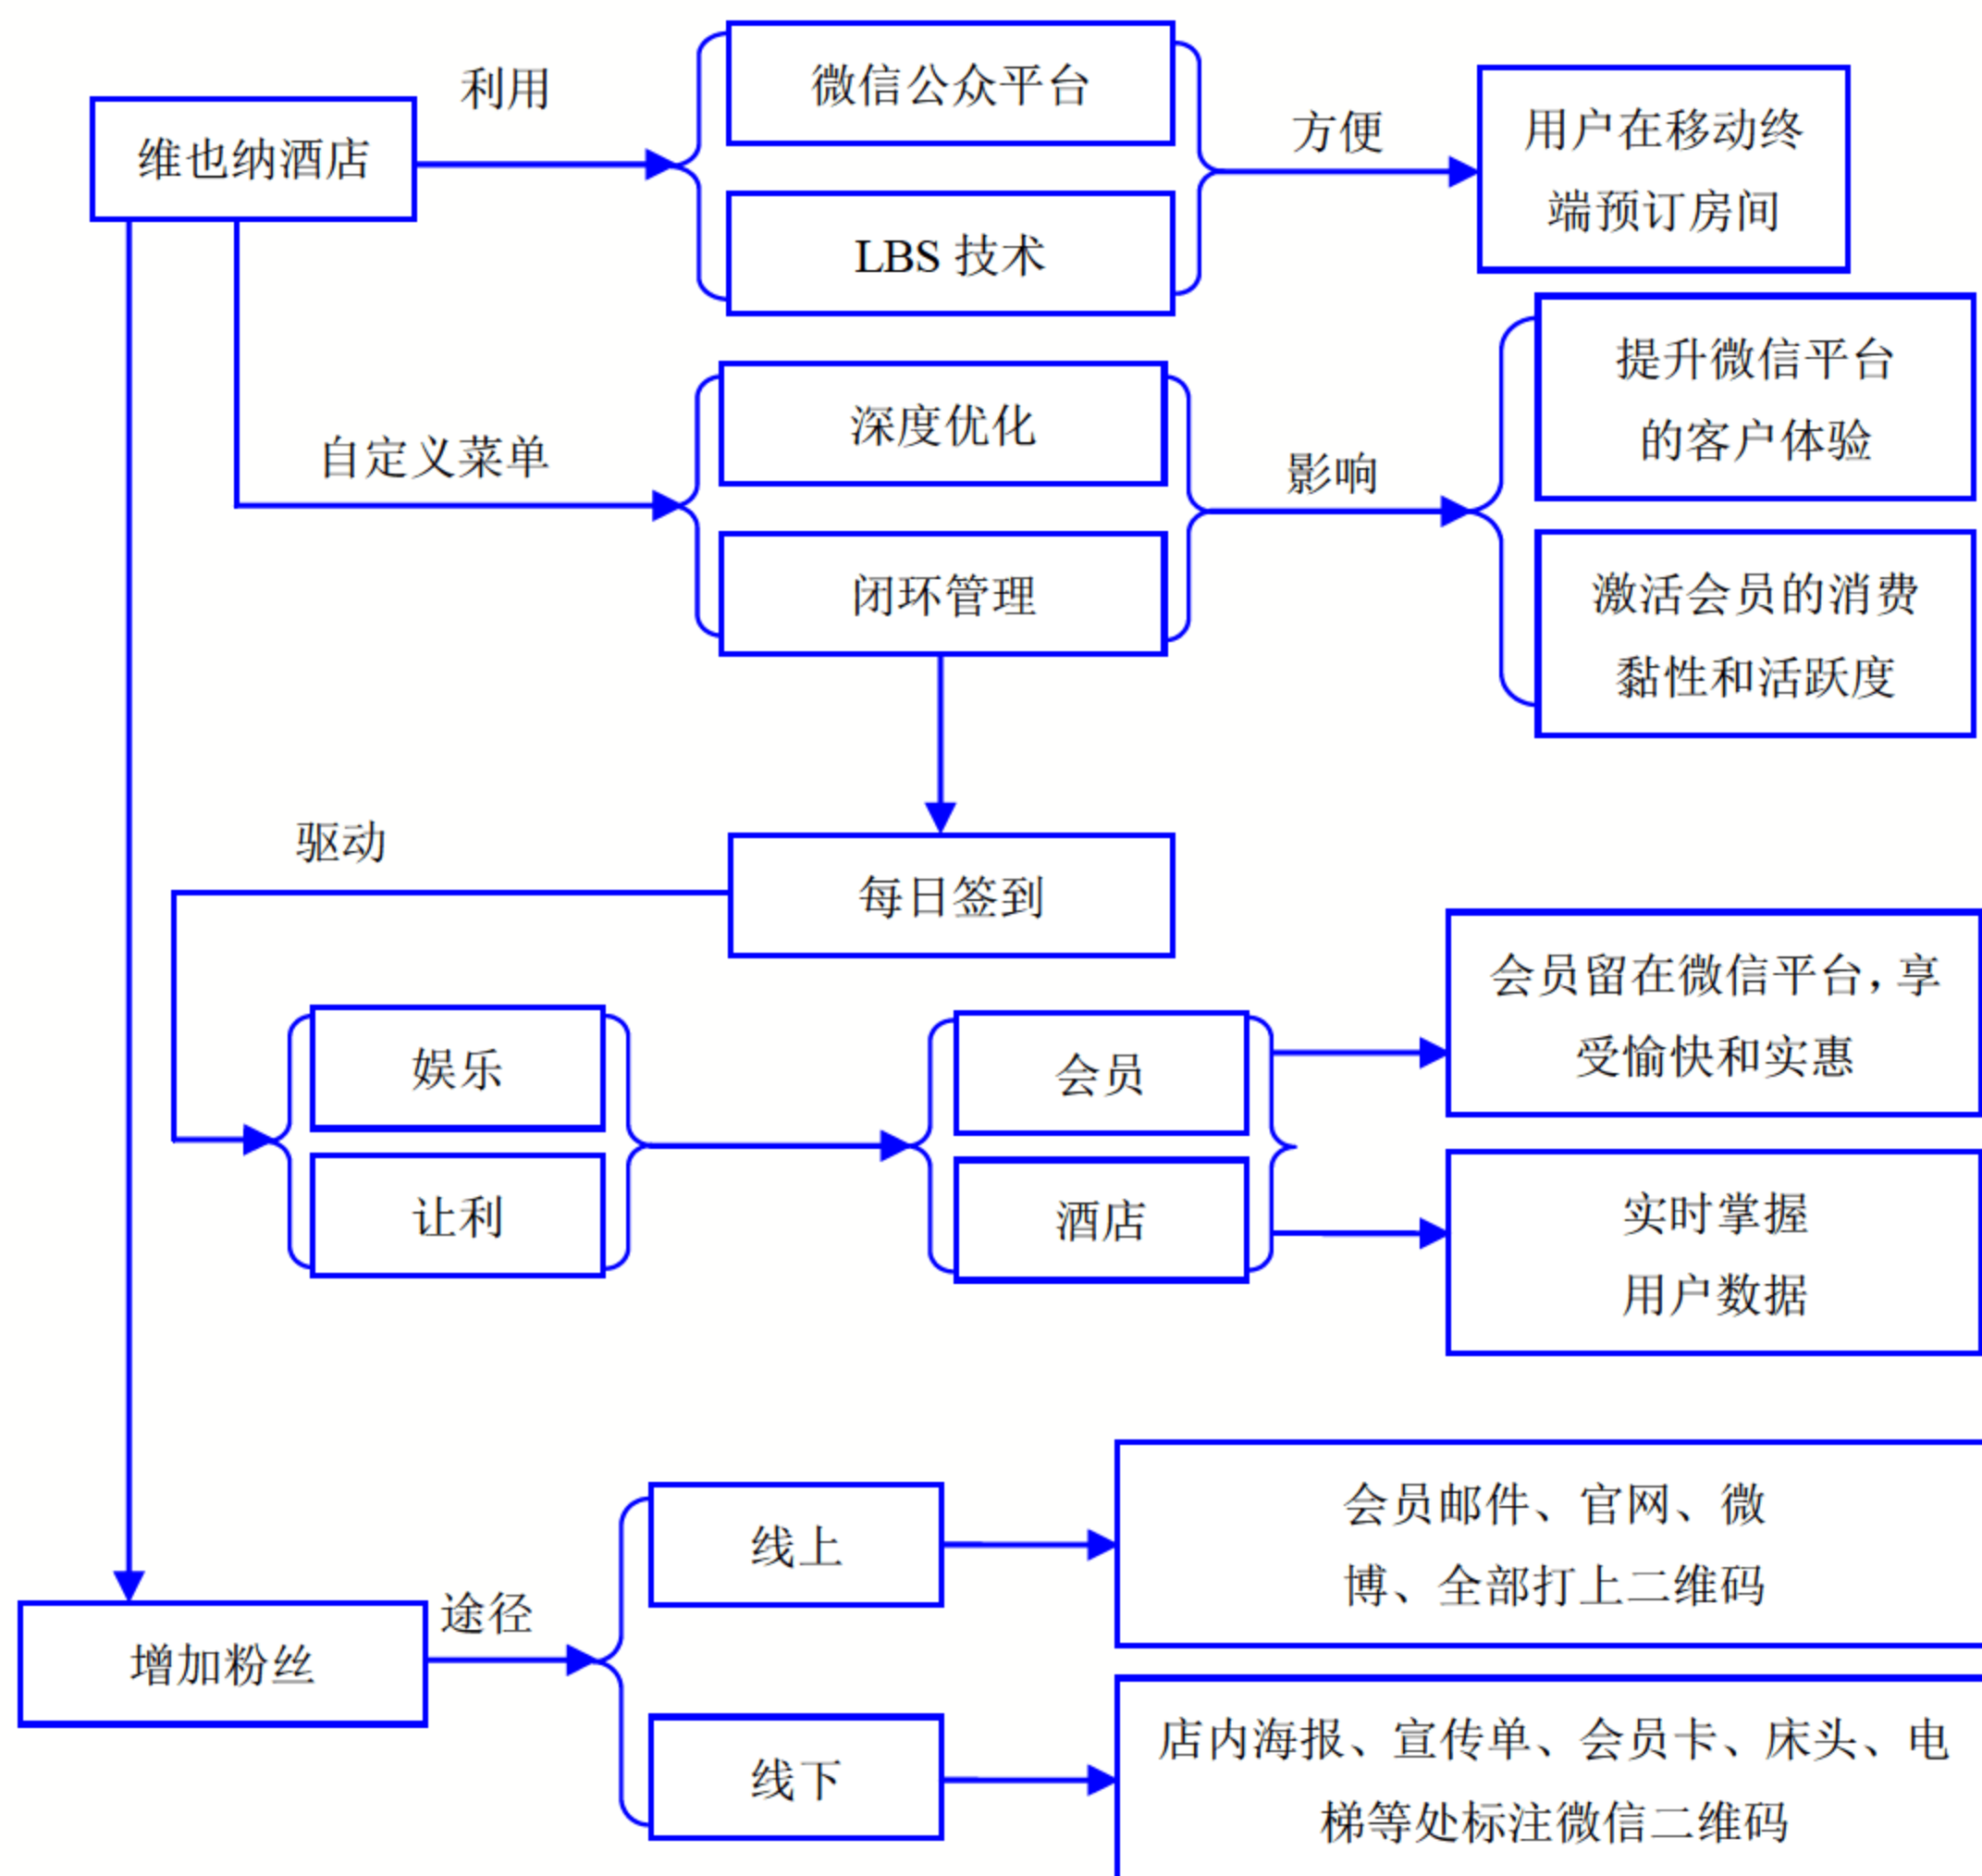 维也纳酒店
利用
微信公众平台
LBS 技术
方便
用户在移动终
端预订房间
自定义菜单
深度优化
闭环管理
影响
提升微信平台
的客户体验
激活会员的消费
黏性和活跃度
每日签到
驱动
娱乐
让利
会员
酒店
会员留在微信平台，享
受愉快和实惠
实时掌握
用户数据
增加粉丝
途径
线上
会员邮件、官网、微
博、全部打上二维码
线下
店内海报、宣传单、会员卡、床头、电
梯等处标注微信二维码